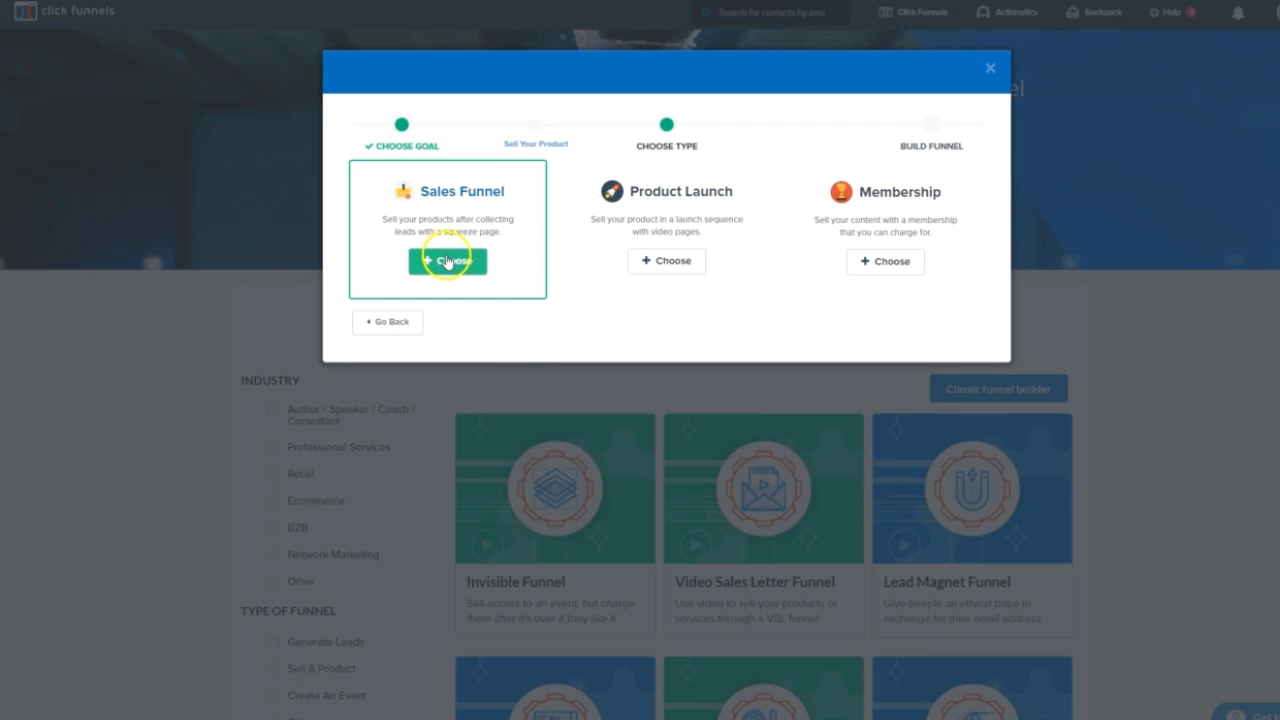 click funnels
Search for contacts by ema
Click Funnels
Actionetics
Backpack
Help
el
✔ CHOOSE GOAL
Sell Your Product
CHOOSE TYPE
BUILD FUNNEL
Sales Funnel
Sell your products after collecting
leads with a squeeze page.
+ Choose
Product Launch
Sell your product in a launch sequence
with video pages.
+ Choose
Membership
Sell your content with a membership
that you can charge for.
+ Choose
Go Back
INDUSTRY
Author / Speaker / Coach /
Consultant
Professional Services
Retail
Ecommerce
B2B
Network Marketing
Other
TYPE OF FUNNEL
Generate Leads
Sell A Product
Create An Event
Classic funnel builder
Invisible Funnel
Sell access to an event, but charge
them after it's over if they like it
Video Sales Letter Funnel
Use video to sell your products or
services through a VSL funnel
Lead Magnet Funnel
Give people an ethical bribe in
exchange for their email address